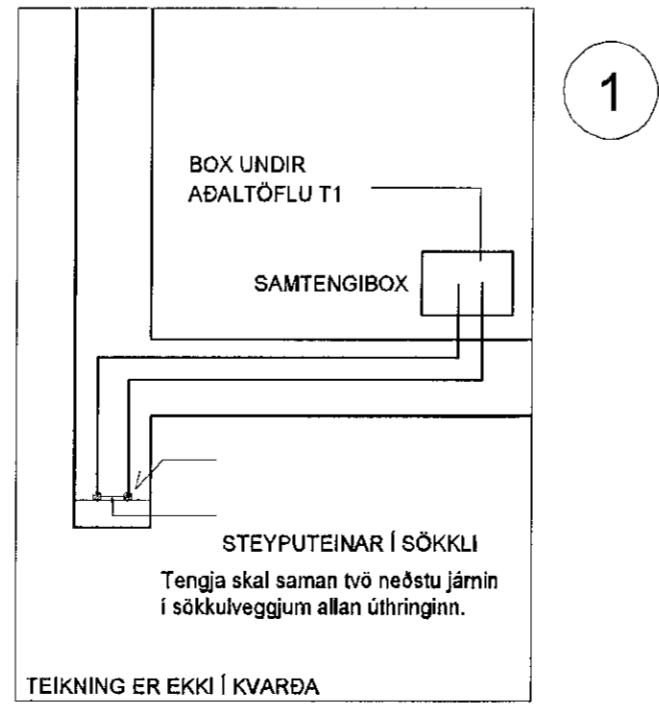 1
BOX UNDIR
AÐALTÖFLU T1
SAMTENGIBOX
STEYPUTEINAR Í SÖKKLI
Tengja skal saman tvö neðstu járnin
í sökkulveggjum allan úthringinn.
TEIKNING ER EKKI Í KVARÐA